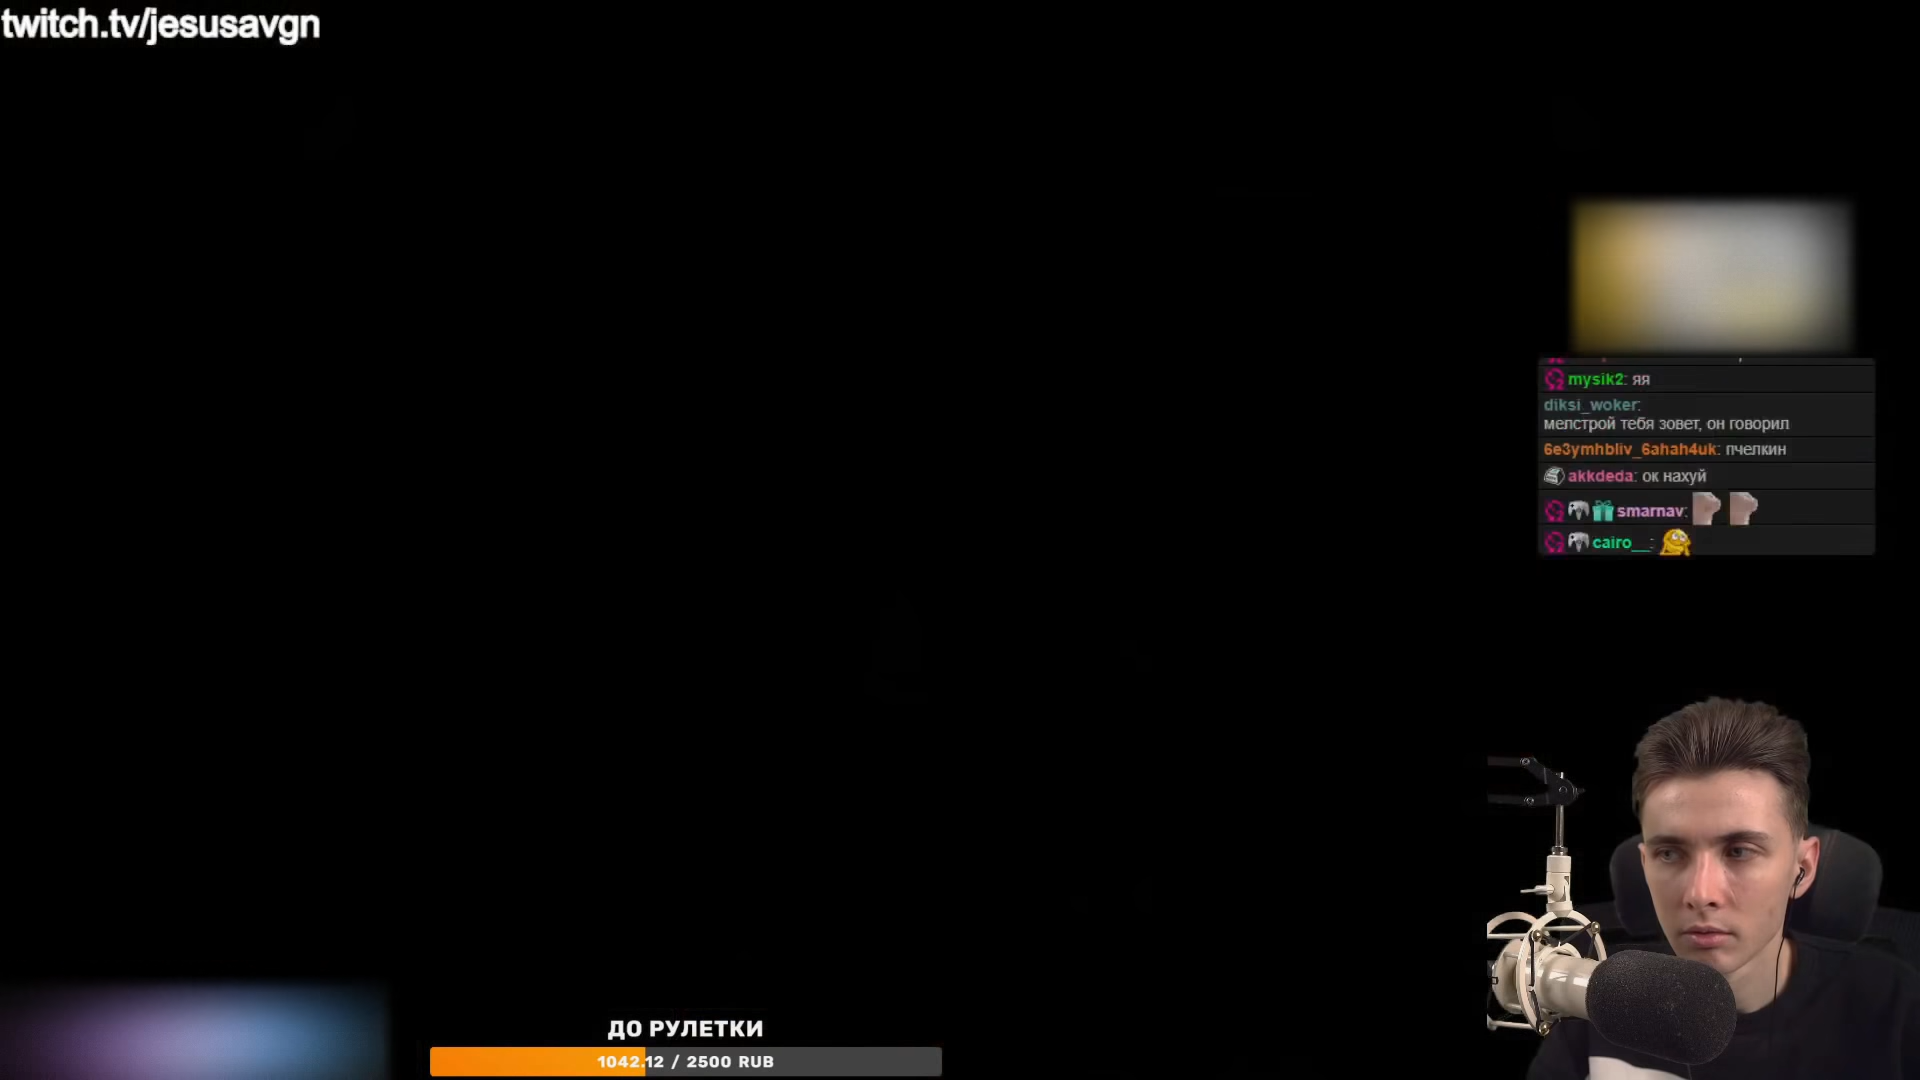 twitch.tv/jesusavgn
mysik2: яя
diksi_woker:
мелстрой тебя зовет, он говорил
6e3ymhbliv_6ahah4uk: пчелкин
akkdeda: ок нахуй
smarnav:
cairo__:
ДО РУЛЕТКИ
1042.12 / 2500 RUB